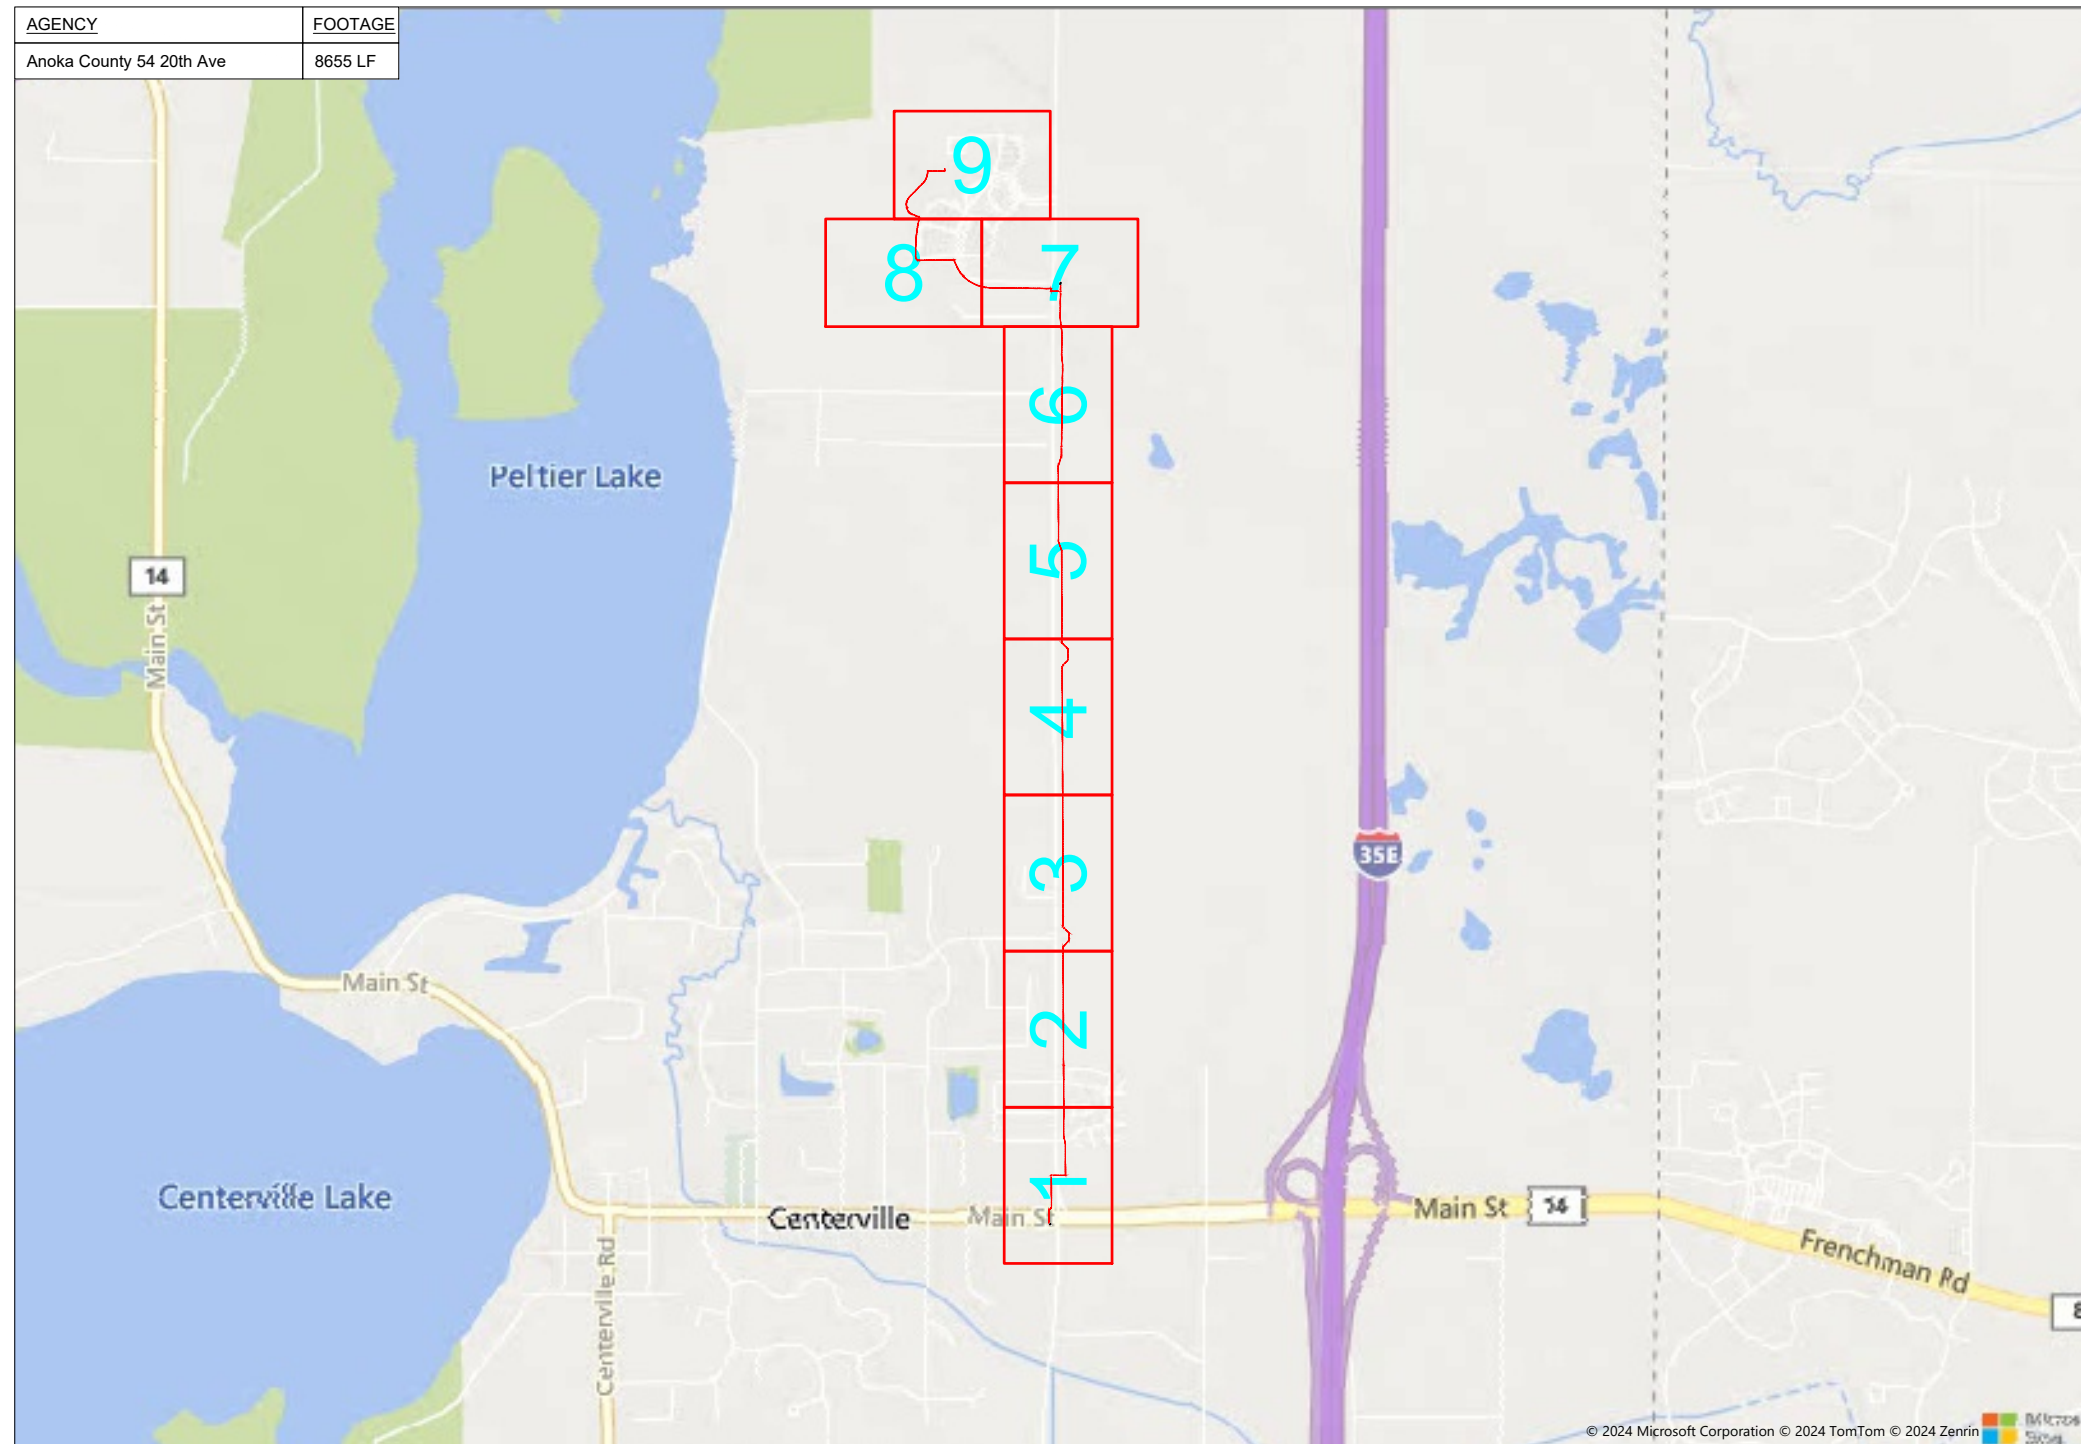 AGENCY FOOTAGE
Anoka County 54 20th Ave 8655 LF
9
8
7
6
Peltier Lake
5
14
Main St
4
35E
3
Main St
2
1
Centerville Lake
Centerville
Main St
Main St
14
Frenchman Rd
Centerville Rd
8
© 2024 Microsoft Corporation © 2024 TomTom © 2024 Zenrin